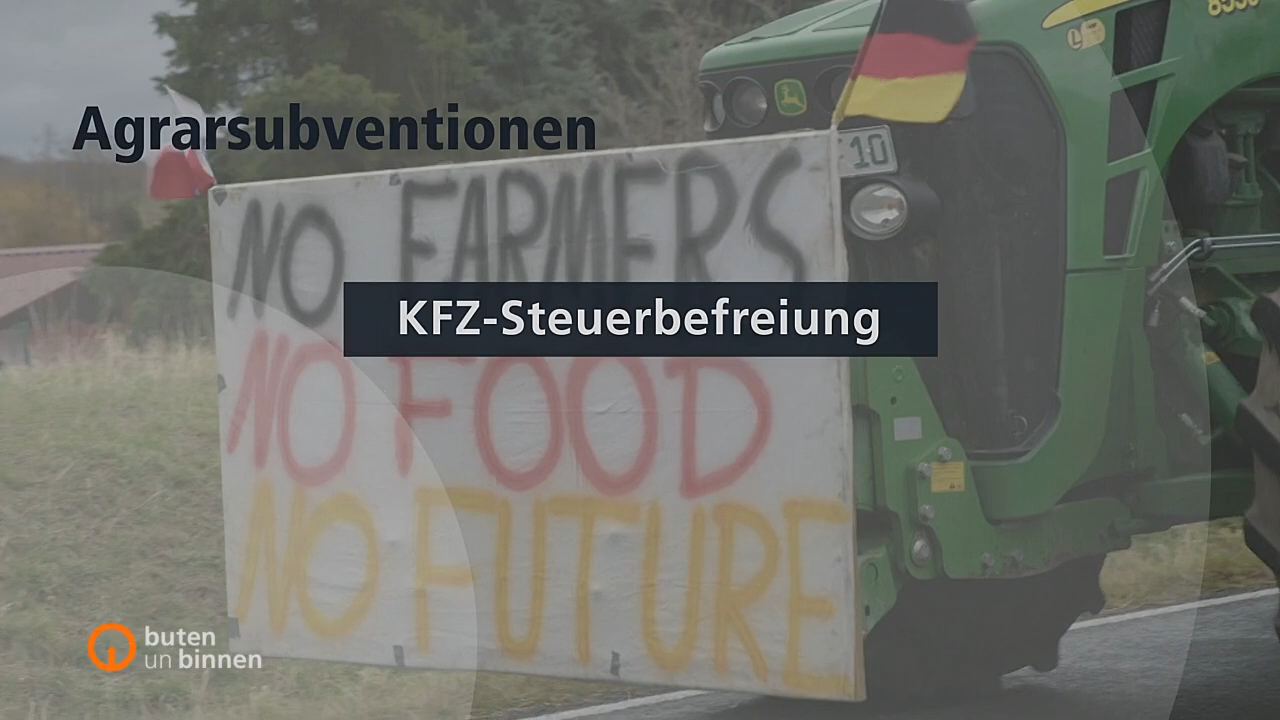 Agrarsubventionen
NO FARMERS
KFZ-Steuerbefreiung
NO FOOD
NO FUTURE
10
buten
un binnen